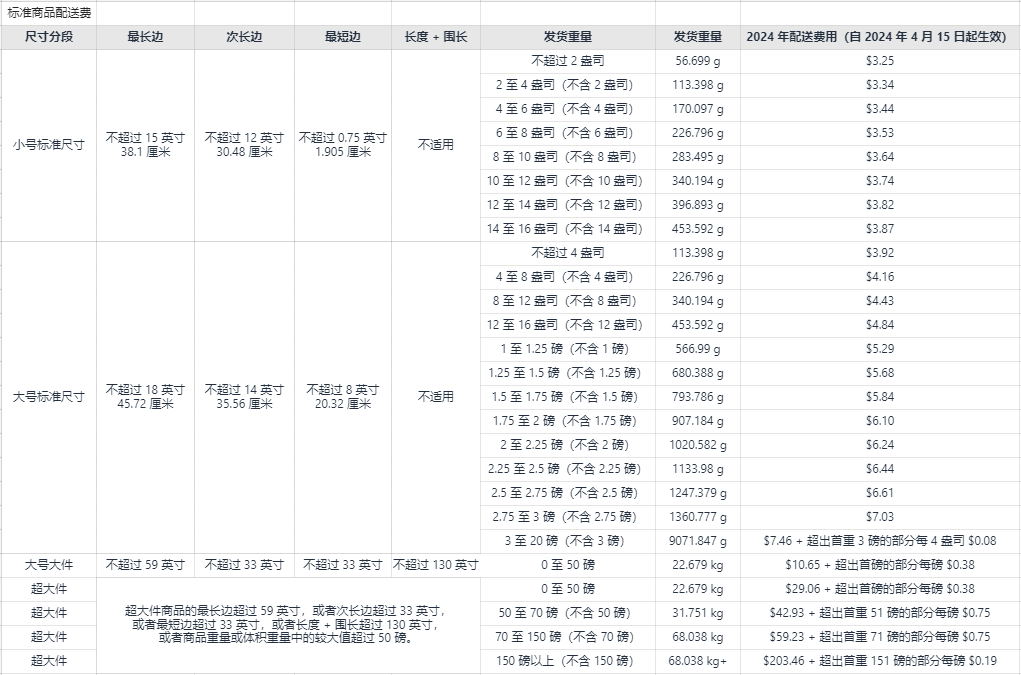 标准商品配送费
尺寸分段 最长边 次长边 最短边 长度 + 围长 发货重量 发货重量 2024 年配送费用（自 2024 年 4 月 15 日起生效）
小号标准尺寸 不超过 15 英寸 不超过 12 英寸 不超过 0.75 英寸 不适用
38.1 厘米 30.48 厘米 1.905 厘米
不超过 2 盎司 56.699 g $3.25
2 至 4 盎司（不含 2 盎司） 113.398 g $3.34
4 至 6 盎司（不含 4 盎司） 170.097 g $3.44
6 至 8 盎司（不含 6 盎司） 226.796 g $3.53
8 至 10 盎司（不含 8 盎司） 283.495 g $3.64
10 至 12 盎司（不含 10 盎司） 340.194 g $3.74
12 至 14 盎司（不含 12 盎司） 396.893 g $3.82
14 至 16 盎司（不含 14 盎司） 453.592 g $3.87
大号标准尺寸 不超过 18 英寸 不超过 14 英寸 不超过 8 英寸 不适用
45.72 厘米 35.56 厘米 20.32 厘米
不超过 4 盎司 113.398 g $3.92
4 至 8 盎司（不含 4 盎司） 226.796 g $4.16
8 至 12 盎司（不含 8 盎司） 340.194 g $4.43
12 至 16 盎司（不含 12 盎司） 453.592 g $4.84
1 至 1.25 磅（不含 1 磅） 566.99 g $5.29
1.25 至 1.5 磅（不含 1.25 磅） 680.388 g $5.68
1.5 至 1.75 磅（不含 1.5 磅） 793.786 g $5.84
1.75 至 2 磅（不含 1.75 磅） 907.184 g $6.10
2 至 2.25 磅（不含 2 磅） 1020.582 g $6.24
2.25 至 2.5 磅（不含 2.25 磅） 1133.98 g $6.44
2.5 至 2.75 磅（不含 2.5 磅） 1247.379 g $6.61
2.75 至 3 磅（不含 2.75 磅） 1360.777 g $7.03
3 至 20 磅（不含 3 磅） 9071.847 g $7.46 + 超出首重 3 磅的部分每 4 盎司 $0.08
大号大件 不超过 59 英寸 不超过 33 英寸 不超过 33 英寸 不超过 130 英寸 0 至 50 磅 22.679 kg $10.65 + 超出首磅的部分每磅 $0.38
超大件 0 至 50 磅 22.679 kg $29.06 + 超出首磅的部分每磅 $0.38
超大件 50 至 70 磅（不含 50 磅） 31.751 kg $42.93 + 超出首重 51 磅的部分每磅 $0.75
超大件 70 至 150 磅（不含 70 磅） 68.038 kg $59.23 + 超出首重 71 磅的部分每磅 $0.75
超大件 150 磅以上（不含 150 磅） 68.038 kg+ $203.46 + 超出首重 151 磅的部分每磅 $0.19
超大件商品的最长边超过 59 英寸，或者次长边超过 33 英寸，
或者最短边超过 33 英寸，或者长度 + 围长超过 130 英寸，
或者商品重量或体积重量中的较大值超过 50 磅。